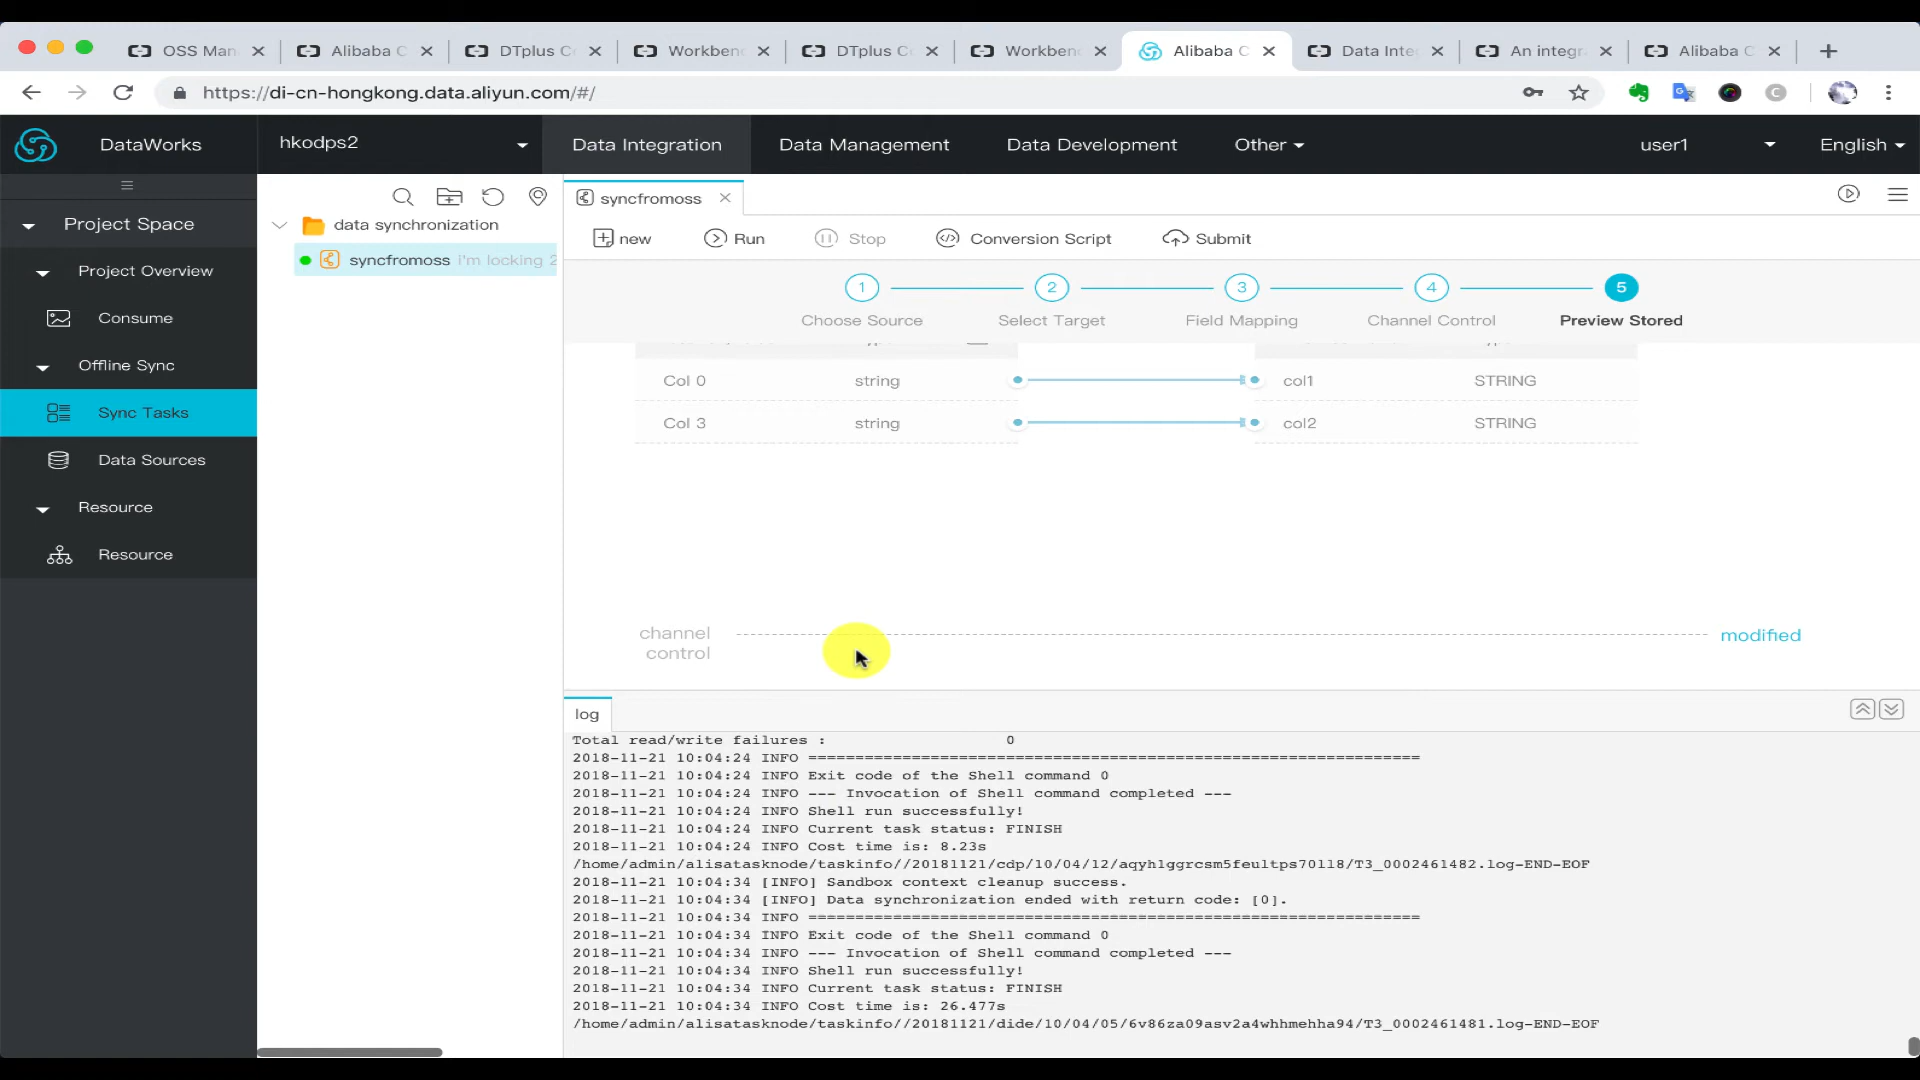 OSS Man
Alibaba C
DTplus C
Workben
DTplus C
Workben
Alibaba C
Data Inte
An integr
Alibaba C
https://di-cn-hongkong.data.aliyun.com/#/
DataWorks
hkodps2
Data Integration
Data Management
Data Development
Other
user1
English
Project Space
Project Overview
Consume
Offline Sync
Sync Tasks
Data Sources
Resource
Resource
data synchronization
syncfromoss i'm locking 2
syncfromoss
new
Run
Stop
Conversion Script
Submit
1
2
3
4
5
Choose Source
Select Target
Field Mapping
Channel Control
Preview Stored
Col 0 string col1 STRING
Col 3 string col2 STRING
channel
control
modified
log
Total read/write failures : 0
2018-11-21 10:04:24 INFO =================================================================
2018-11-21 10:04:24 INFO Exit code of the Shell command 0
2018-11-21 10:04:24 INFO --- Invocation of Shell command completed ---
2018-11-21 10:04:24 INFO Shell run successfully!
2018-11-21 10:04:24 INFO Current task status: FINISH
2018-11-21 10:04:24 INFO Cost time is: 8.23s
/home/admin/alisatasknode/taskinfo//20181121/cdp/10/04/12/aqyh1ggrcsm5feu1tps70118/T3_0002461482.log-END-EOF
2018-11-21 10:04:34 [INFO] Sandbox context cleanup success.
2018-11-21 10:04:34 [INFO] Data synchronization ended with return code: [0].
2018-11-21 10:04:34 INFO =================================================================
2018-11-21 10:04:34 INFO Exit code of the Shell command 0
2018-11-21 10:04:34 INFO --- Invocation of Shell command completed ---
2018-11-21 10:04:34 INFO Shell run successfully!
2018-11-21 10:04:34 INFO Current task status: FINISH
2018-11-21 10:04:34 INFO Cost time is: 26.477s
/home/admin/alisatasknode/taskinfo//20181121/dide/10/04/05/6v86za09asv2a4whhmehha94/T3_0002461481.log-END-EOF